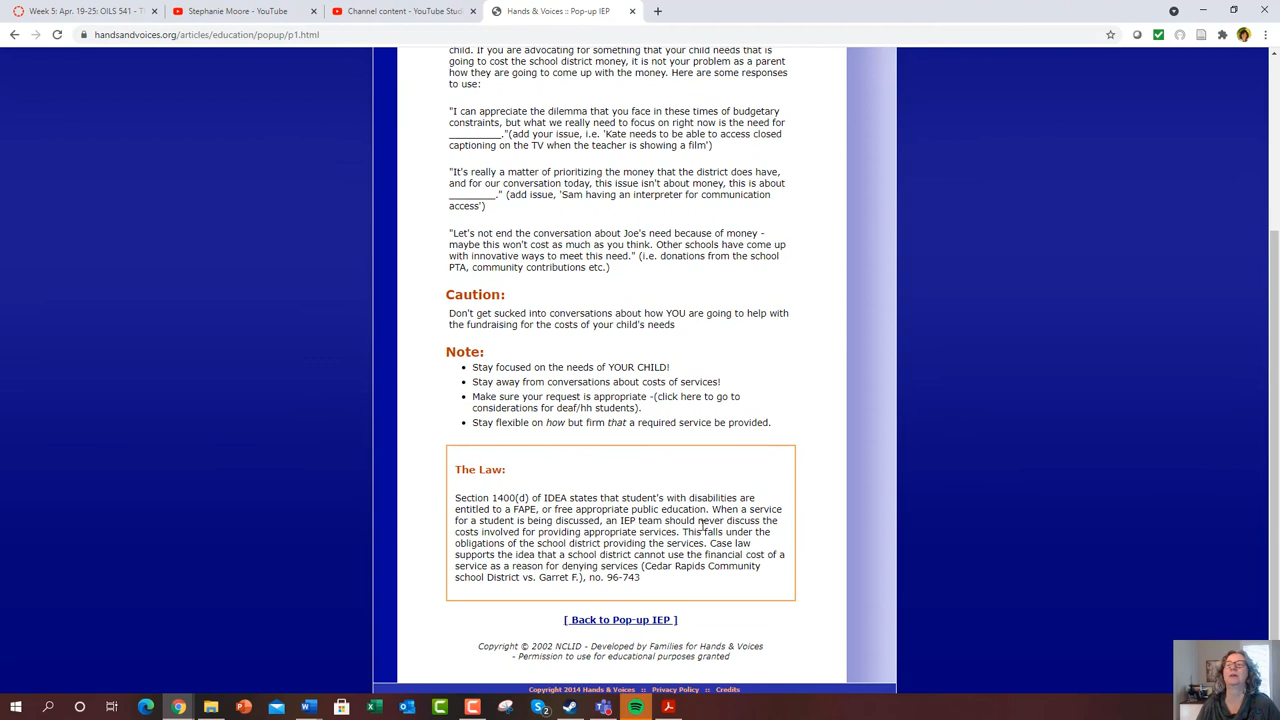 Week 5: Apr. 19-25: OILS 541 - T
Stephanie Moore - YouTube
Channel content - YouTube Stud
Hands & Voices :: Pop-up IEP
handsandvoices.org/articles/education/popup/p1.html
child. If you are advocating for something that your child needs that is
going to cost the school district money, it is not your problem as a parent
how they are going to come up with the money. Here are some responses
to use:
"I can appreciate the dilemma that you face in these times of budgetary
constraints, but what we really need to focus on right now is the need for
_________."(add your issue, i.e. 'Kate needs to be able to access closed
captioning on the TV when the teacher is showing a film')
"It's really a matter of prioritizing the money that the district does have,
and for our conversation today, this issue isn't about money, this is about
________." (add issue, 'Sam having an interpreter for communication
access')
"Let's not end the conversation about Joe's need because of money -
maybe this won't cost as much as you think. Other schools have come up
with innovative ways to meet this need." (i.e. donations from the school
PTA, community contributions etc.)
Caution:
Don't get sucked into conversations about how YOU are going to help with
the fundraising for the costs of your child's needs
Note:
• Stay focused on the needs of YOUR CHILD!
• Stay away from conversations about costs of services!
• Make sure your request is appropriate -(click here to go to
considerations for deaf/hh students).
• Stay flexible on how but firm that a required service be provided.
The Law:
Section 1400(d) of IDEA states that student's with disabilities are
entitled to a FAPE, or free appropriate public education. When a service
for a student is being discussed, an IEP team should never discuss the
costs involved for providing appropriate services. This falls under the
obligations of the school district providing the services. Case law
supports the idea that a school district cannot use the financial cost of a
service as a reason for denying services (Cedar Rapids Community
school District vs. Garret F.), no. 96-743
[ Back to Pop-up IEP ]
Copyright © 2002 NCLID - Developed by Families for Hands & Voices
- Permission to use for educational purposes granted
Copyright 2014 Hands & Voices :: Privacy Policy :: Credits